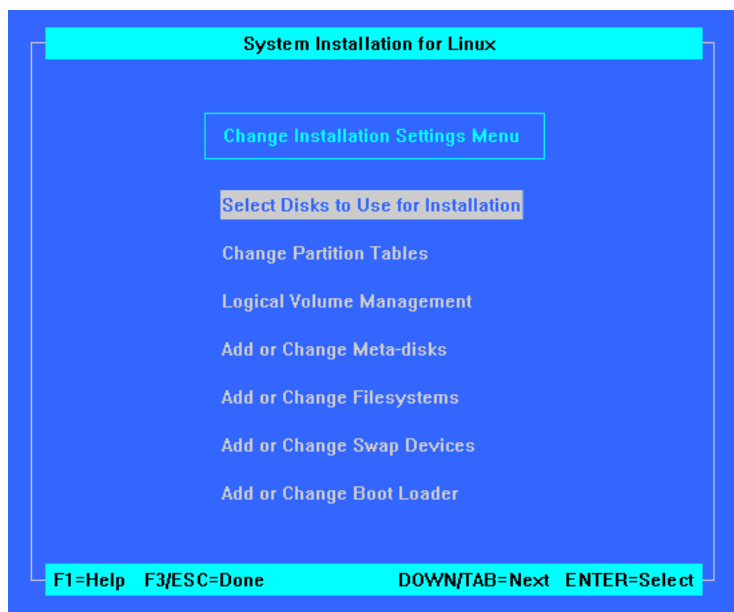 System Installation for Linux
Change Installation Settings Menu
Select Disks to Use for Installation
Change Partition Tables
Logical Volume Management
Add or Change Meta-disks
Add or Change Filesystems
Add or Change Swap Devices
Add or Change Boot Loader
F1=Help F3/ESC=Done DOWN/TAB=Next ENTER=Select